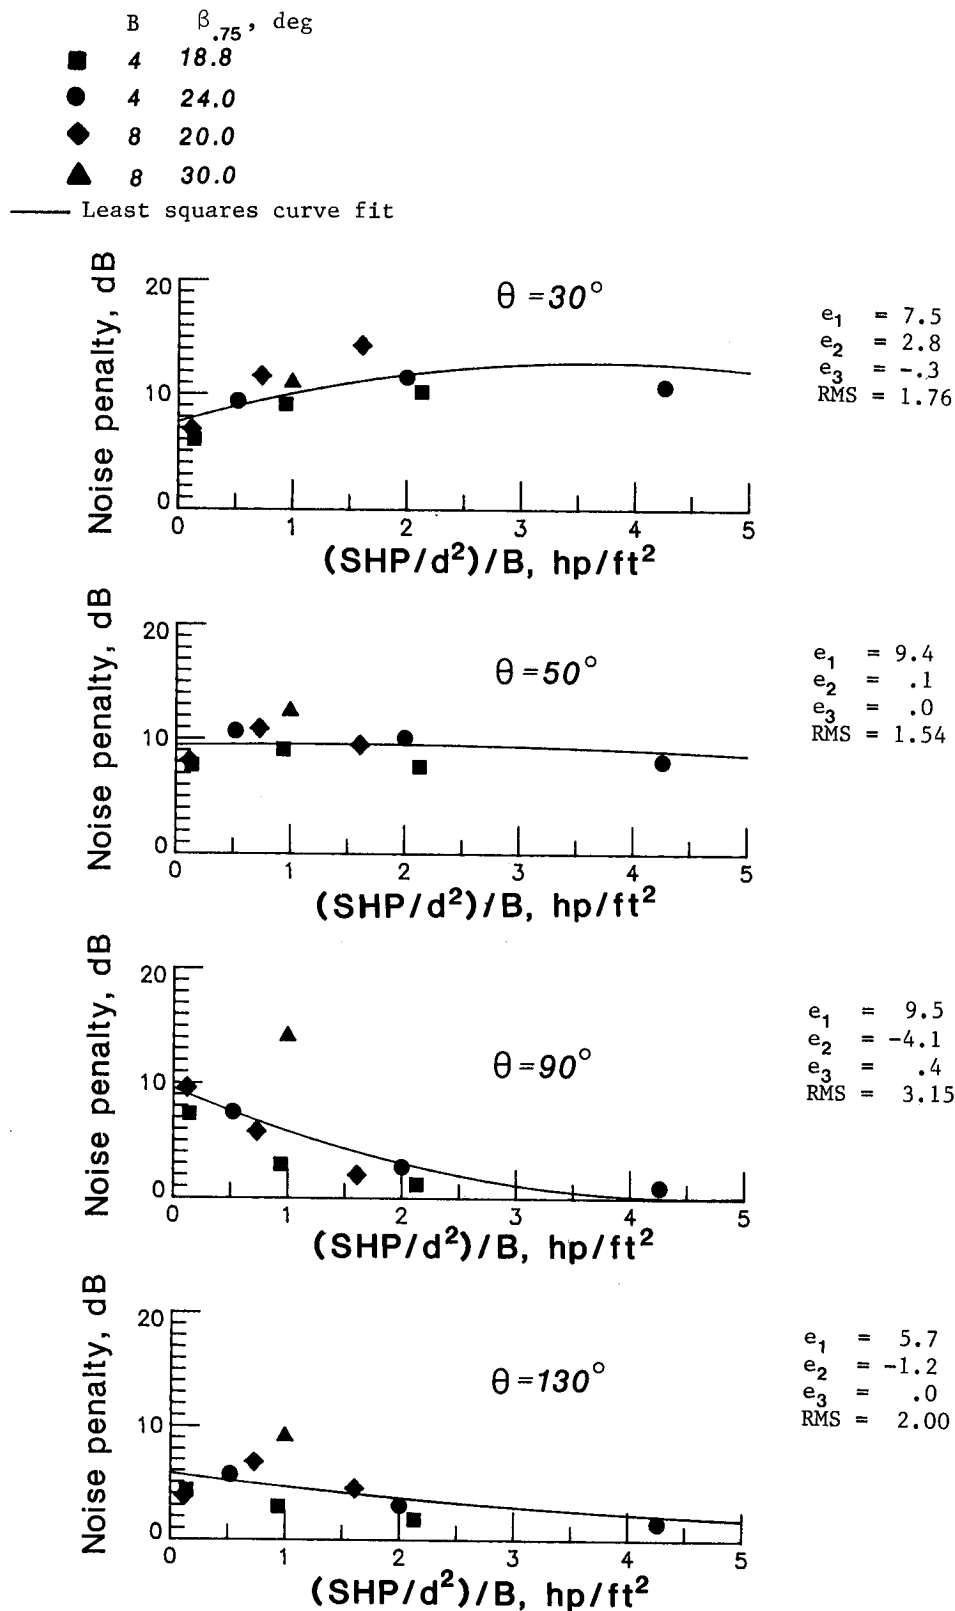 B β.75, deg
■ 4 18.8
● 4 24.0
◆ 8 20.0
▲ 8 30.0
Least squares curve fit
Noise penalty, dB
20
10
0
θ = 30°
0 1 2 3 4 5
(SHP/d²)/B, hp/ft²
e₁ = 7.5
e₂ = 2.8
e₃ = -.3
RMS = 1.76
Noise penalty, dB
20
10
0
θ = 50°
0 1 2 3 4 5
(SHP/d²)/B, hp/ft²
e₁ = 9.4
e₂ = .1
e₃ = .0
RMS = 1.54
Noise penalty, dB
20
10
0
θ = 90°
0 1 2 3 4 5
(SHP/d²)/B, hp/ft²
e₁ = 9.5
e₂ = -4.1
e₃ = .4
RMS = 3.15
Noise penalty, dB
20
10
0
θ = 130°
0 1 2 3 4 5
(SHP/d²)/B, hp/ft²
e₁ = 5.7
e₂ = -1.2
e₃ = .0
RMS = 2.00